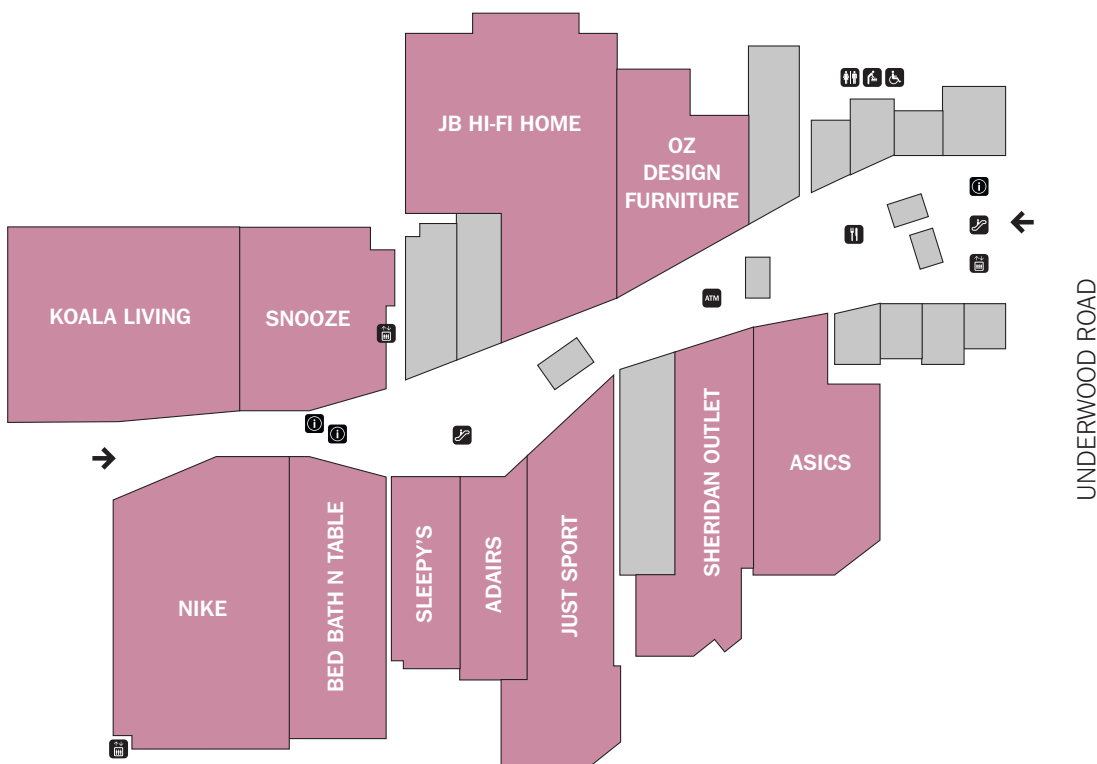 JB HI-FI HOME
OZ
DESIGN
FURNITURE
KOALA LIVING
SNOOZE
ATM
UNDERWOOD ROAD
SHERIDAN OUTLET
ASICS
NIKE
BED BATH N TABLE
SLEEPY'S
ADAIRS
JUST SPORT